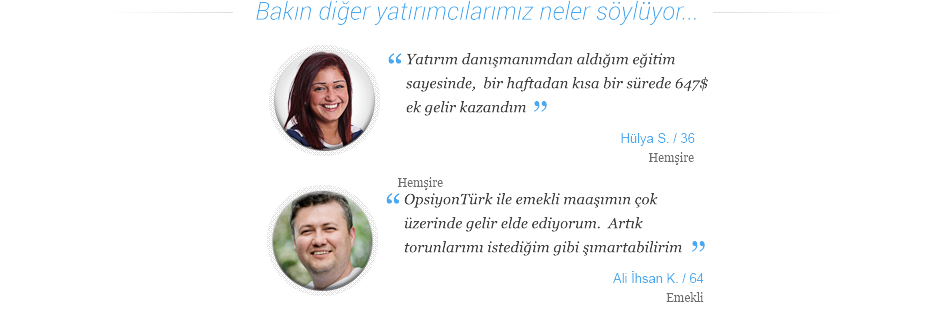 Bakın diğer yatırımcılarımız neler söylüyor...
“ Yatırım danışmanımdan aldığım eğitim
sayesinde, bir haftadan kısa bir sürede 647$
ek gelir kazandım ”
Hülya S. / 36
Hemşire
Hemşire
“ OpsiyonTürk ile emekli maaşımın çok
üzerinde gelir elde ediyorum. Artık
torunlarımı istediğim gibi şımartabilirim ”
Ali İhsan K. / 64
Emekli